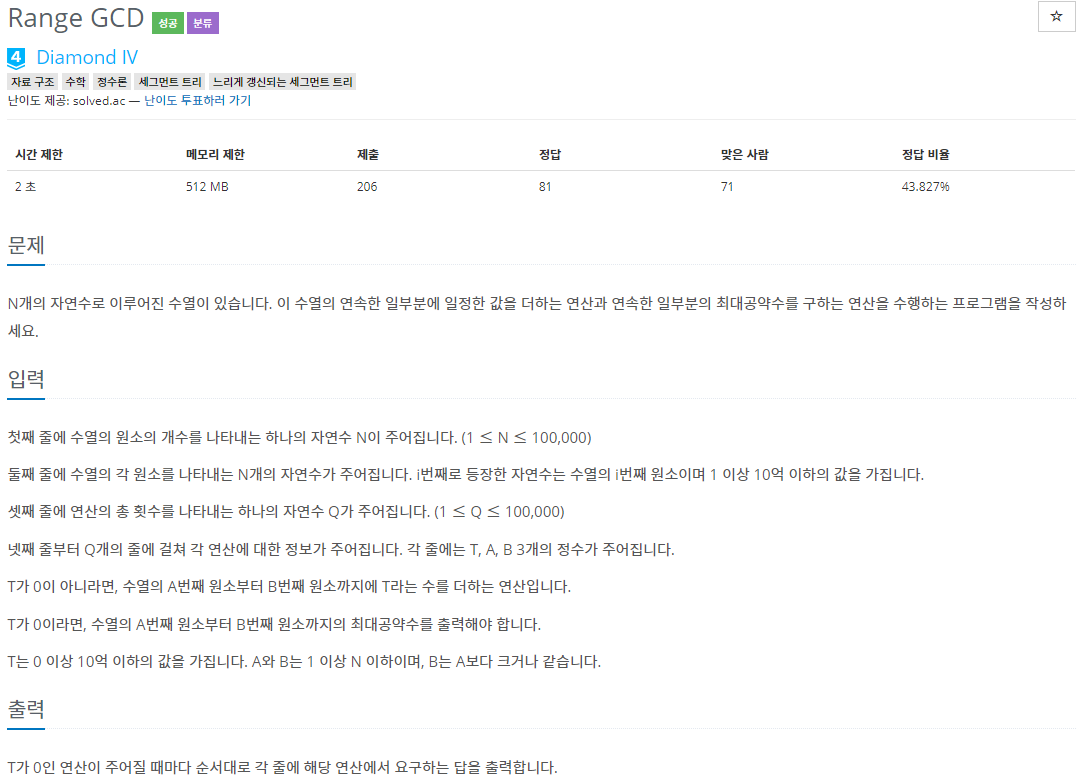 Range GCD 성공 분류
☆
4 Diamond IV
자료 구조 수학 정수론 세그먼트 트리 느리게 갱신되는 세그먼트 트리
난이도 제공: solved.ac — 난이도 투표하러 가기
시간 제한 메모리 제한 제출 정답 맞은 사람 정답 비율
2 초 512 MB 206 81 71 43.827%
문제
N개의 자연수로 이루어진 수열이 있습니다. 이 수열의 연속한 일부분에 일정한 값을 더하는 연산과 연속한 일부분의 최대공약수를 구하는 연산을 수행하는 프로그램을 작성하
세요.
입력
첫째 줄에 수열의 원소의 개수를 나타내는 하나의 자연수 N이 주어집니다. (1 ≤ N ≤ 100,000)
둘째 줄에 수열의 각 원소를 나타내는 N개의 자연수가 주어집니다. i번째로 등장한 자연수는 수열의 i번째 원소이며 1 이상 10억 이하의 값을 가집니다.
셋째 줄에 연산의 총 횟수를 나타내는 하나의 자연수 Q가 주어집니다. (1 ≤ Q ≤ 100,000)
넷째 줄부터 Q개의 줄에 걸쳐 각 연산에 대한 정보가 주어집니다. 각 줄에는 T, A, B 3개의 정수가 주어집니다.
T가 0이 아니라면, 수열의 A번째 원소부터 B번째 원소까지에 T라는 수를 더하는 연산입니다.
T가 0이라면, 수열의 A번째 원소부터 B번째 원소까지의 최대공약수를 출력해야 합니다.
T는 0 이상 10억 이하의 값을 가집니다. A와 B는 1 이상 N 이하이며, B는 A보다 크거나 같습니다.
출력
T가 0인 연산이 주어질 때마다 순서대로 각 줄에 해당 연산에서 요구하는 답을 출력합니다.